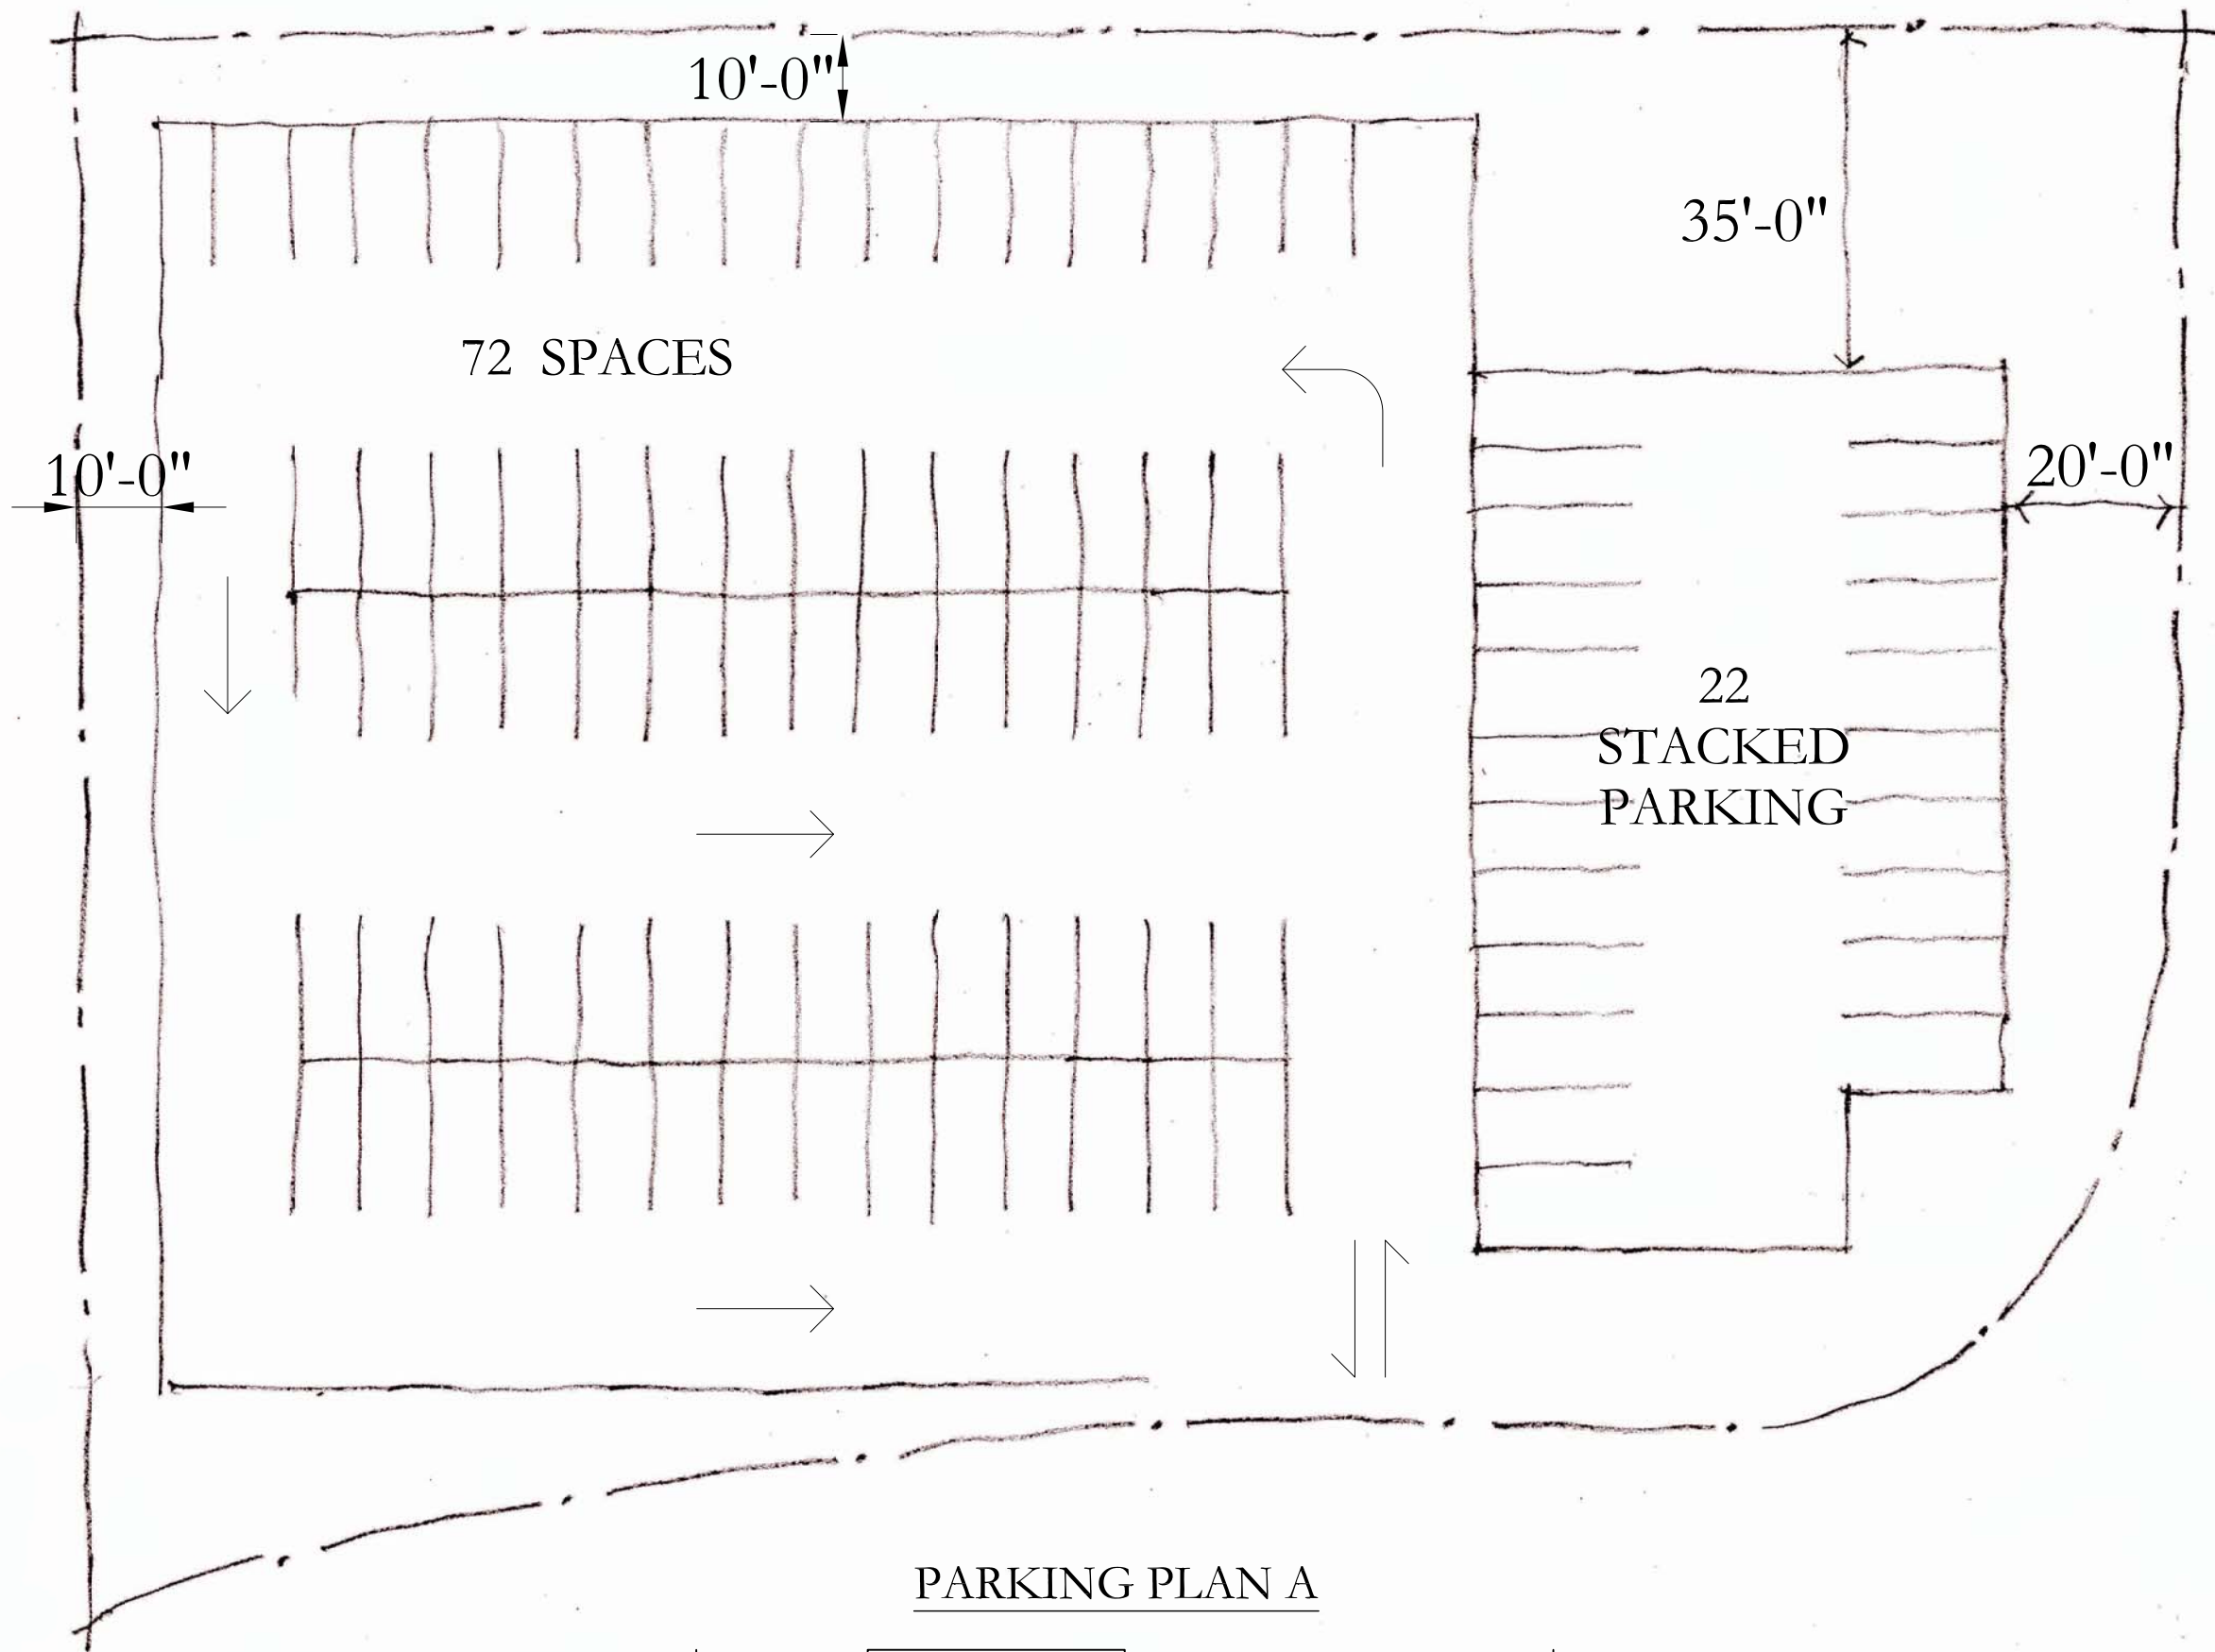 10'-0"
35'-0"
72 SPACES
10'-0"
20'-0"
22
STACKED
PARKING
PARKING PLAN A